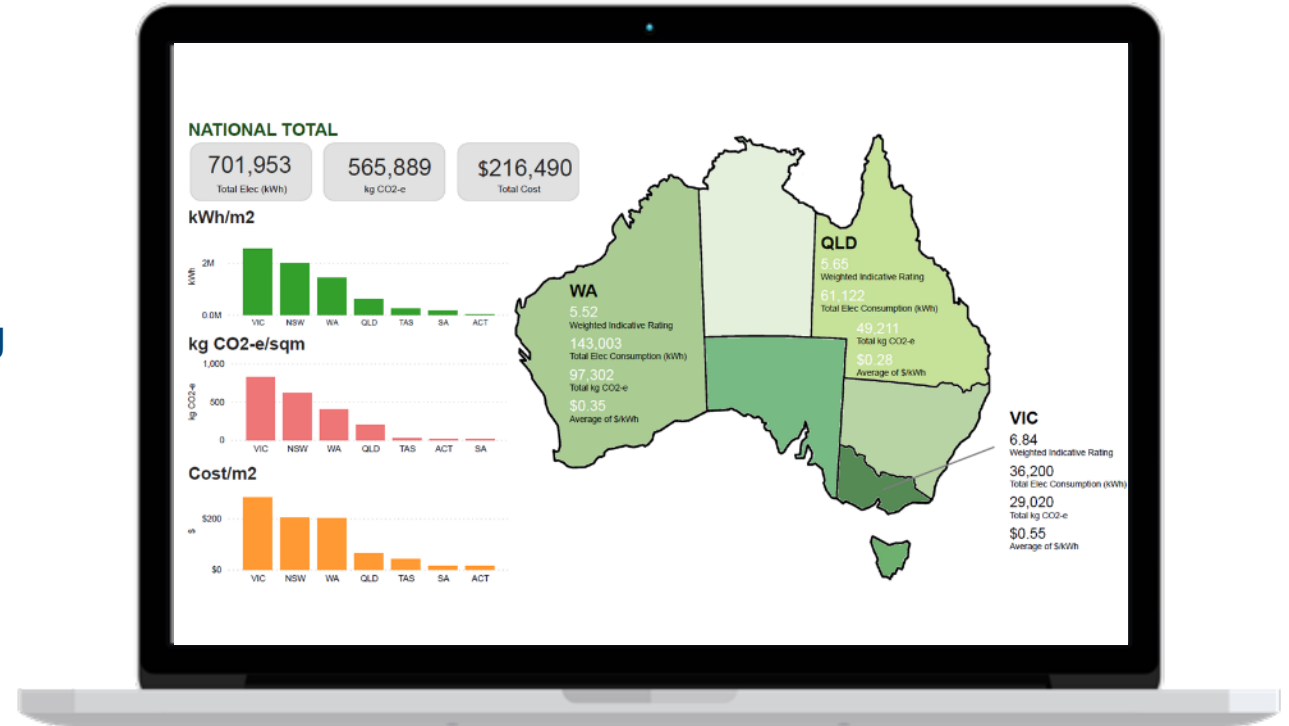 NATIONAL TOTAL
701,953
Total Elec (kWh)
565,889
kg CO2-e
$216,490
Total Cost
kWh/m2
kWh
2M
0.0M
VIC NSW WA QLD TAS SA ACT
kg CO2-e/sqm
kg CO2-e
1,000
500
0
VIC NSW WA QLD TAS ACT SA
Cost/m2
$
$200
$0
VIC NSW WA QLD TAS SA ACT
WA
5.52
Weighted Indicative Rating
143,003
Total Elec Consumption (kWh)
97,302
Total kg CO2-e
$0.35
Average of $/kWh
QLD
5.65
Weighted Indicative Rating
61,122
Total Elec Consumption (kWh)
49,211
Total kg CO2-e
$0.28
Average of $/kWh
VIC
6.84
Weighted Indicative Rating
36,200
Total Elec Consumption (kWh)
29,020
Total kg CO2-e
$0.55
Average of $/kWh